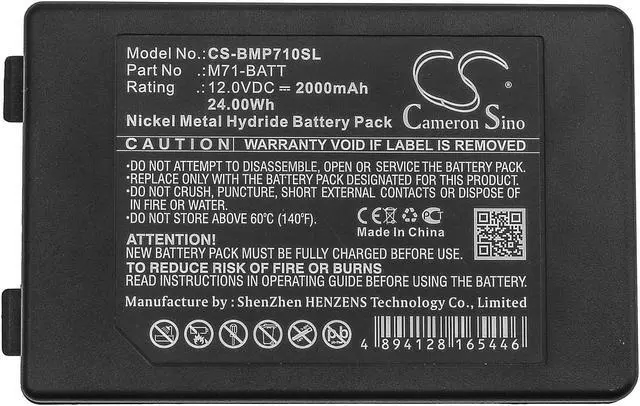 Model No.:CS-BMP710SL
Part No .:M71-BATT
Rating .:12.0VDC ⎓ 2000mAh
24.00Wh
Nickel Metal Hydride Battery Pack
CS
Cameron Sino
CAUTION WARRANTY VOID IF LABEL IS REMOVED
•DO NOT ATTEMPT TO DISASSEMBLE, OPEN OR SERVICE THE BATTERY PACK.
•REPLACE ONLY WITH THE BATTERY PACK DESIGNATED FOR THIS PRODUCT.
•DO NOT CRUSH, PUNCTURE, SHORT EXTERNAL CONTACTS OR DISPOSE OF
IN FIRE OR WATER.
•DO NOT STORE ABOVE 60°C (140°F).
CE
Made In China
ATTENTION!
NEW BATTERY PACK MUST BE FULLY CHARGED BEFORE USE.
TO REDUCE RISK OF FIRE OR BURNS
READ INSTRUCTIONS IN OPERATING BEFORE USING THE BATTERY.
Manufacture by : ShenZhen HENZENS Technology Co., Limited
pb
4 894128 165446